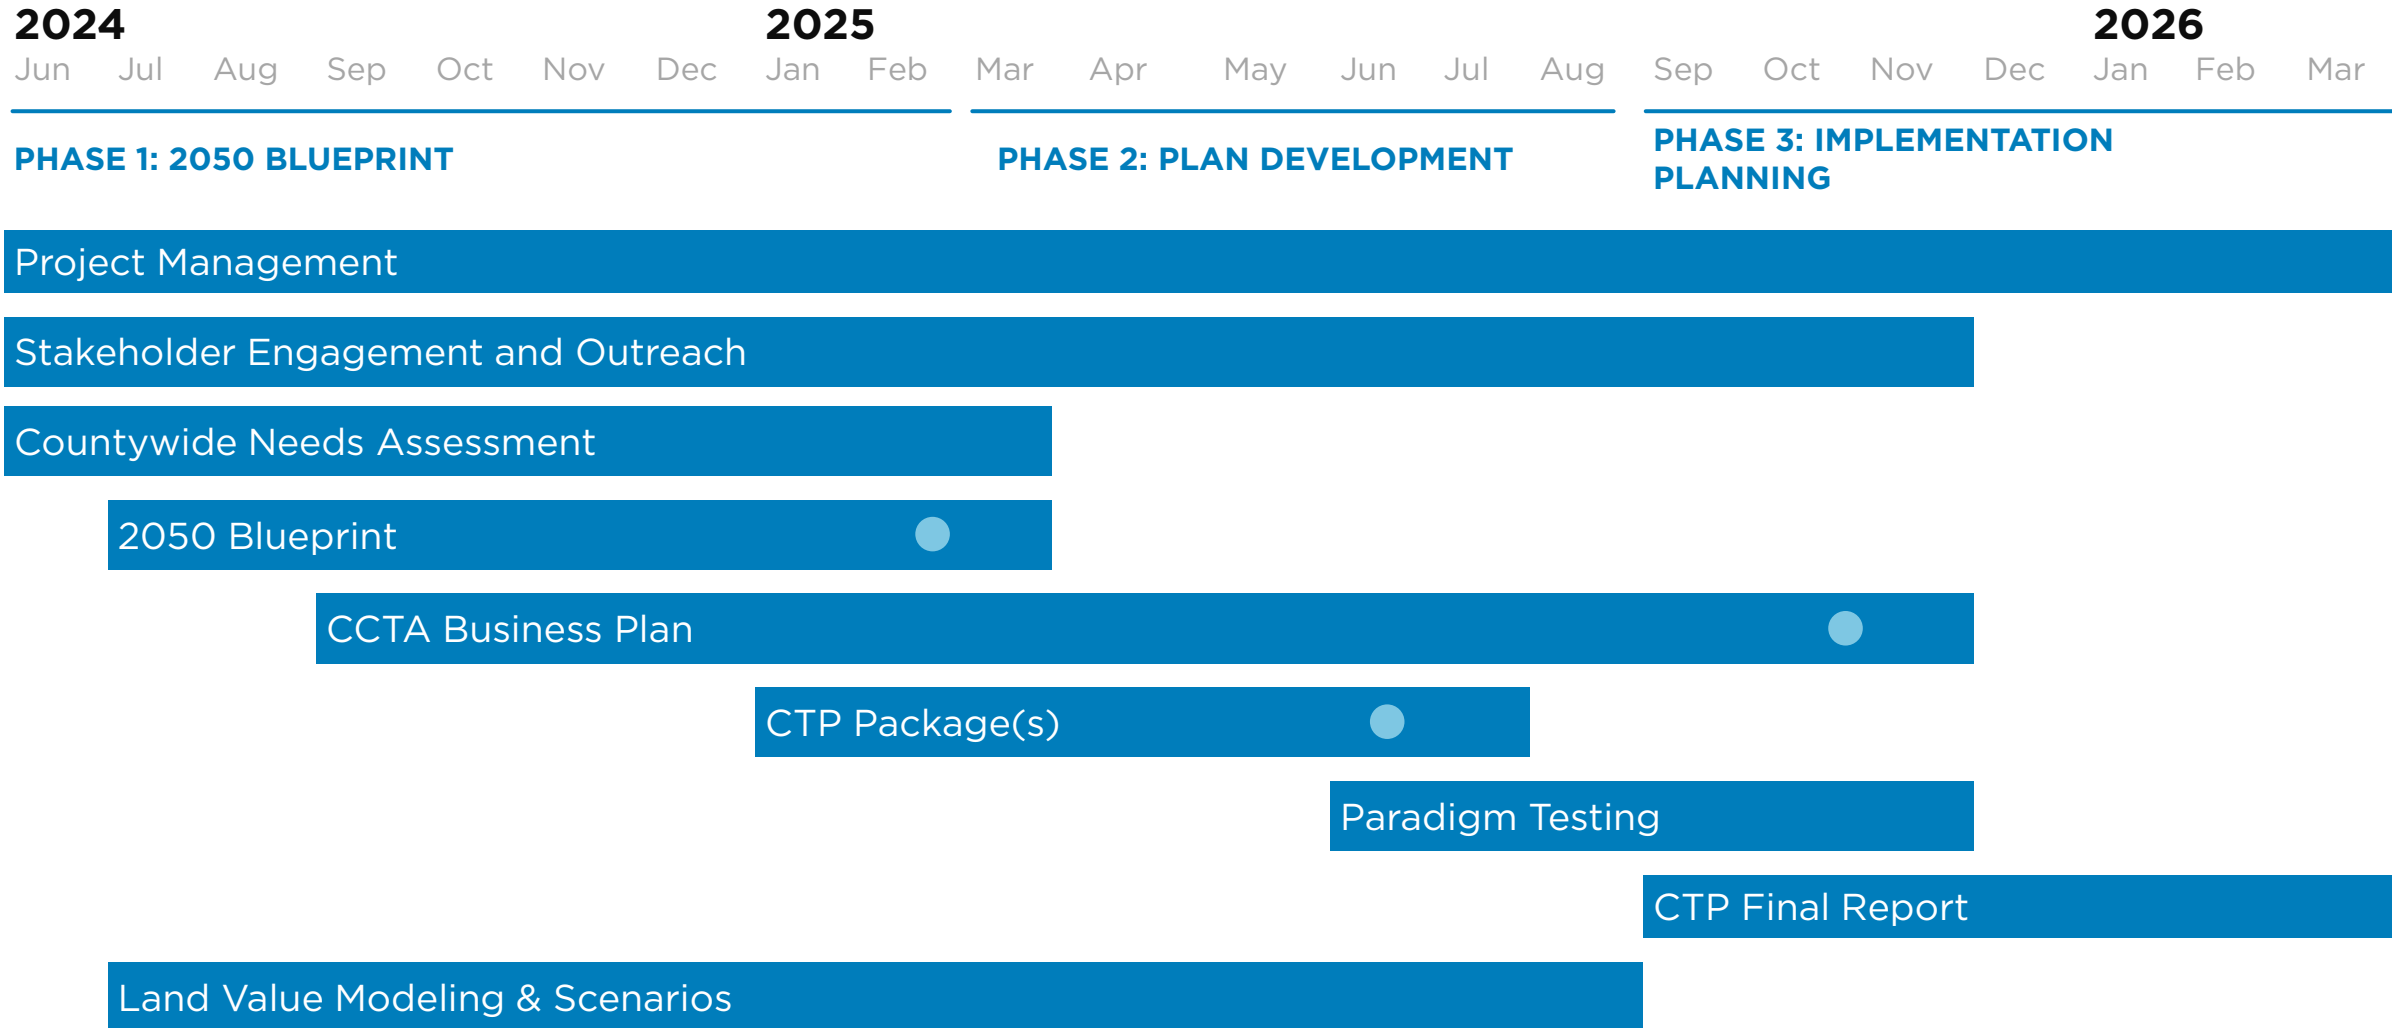 2024 2025 2026
Jun Jul Aug Sep Oct Nov Dec Jan Feb Mar Apr May Jun Jul Aug Sep Oct Nov Dec Jan Feb Mar
PHASE 1: 2050 BLUEPRINT
PHASE 2: PLAN DEVELOPMENT
PHASE 3: IMPLEMENTATION
PLANNING
Project Management
Stakeholder Engagement and Outreach
Countywide Needs Assessment
2050 Blueprint
CCTA Business Plan
CTP Package(s)
Paradigm Testing
CTP Final Report
Land Value Modeling & Scenarios